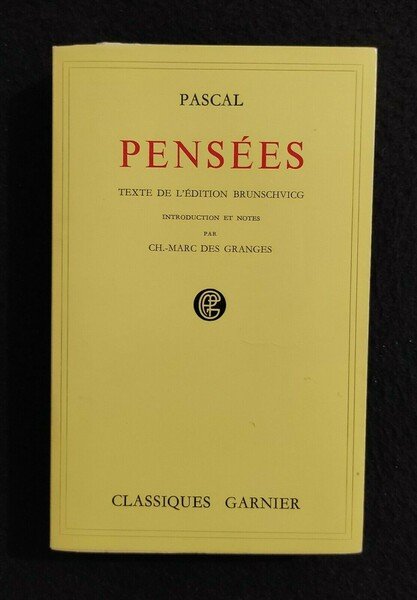 PASCAL
PENSÉES
TEXTE DE L'ÉDITION BRUNSCHVICG
INTRODUCTION ET NOTES
PAR
CH.-MARC DES GRANGES
CLASSIQUES GARNIER